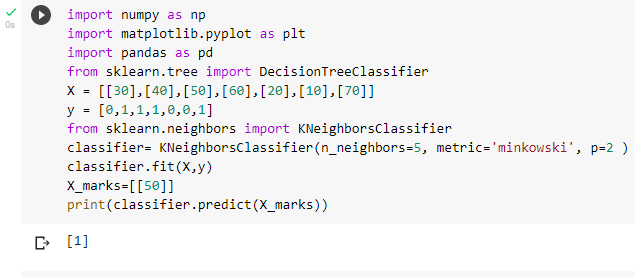 0s
import numpy as np
import matplotlib.pyplot as plt
import pandas as pd
from sklearn.tree import DecisionTreeClassifier
X = [[30],[40],[50],[60],[20],[10],[70]]
y = [0,1,1,1,0,0,1]
from sklearn.neighbors import KNeighborsClassifier
classifier= KNeighborsClassifier(n_neighbors=5, metric='minkowski', p=2 )
classifier.fit(X,y)
X_marks=[[50]]
print(classifier.predict(X_marks))
[1]